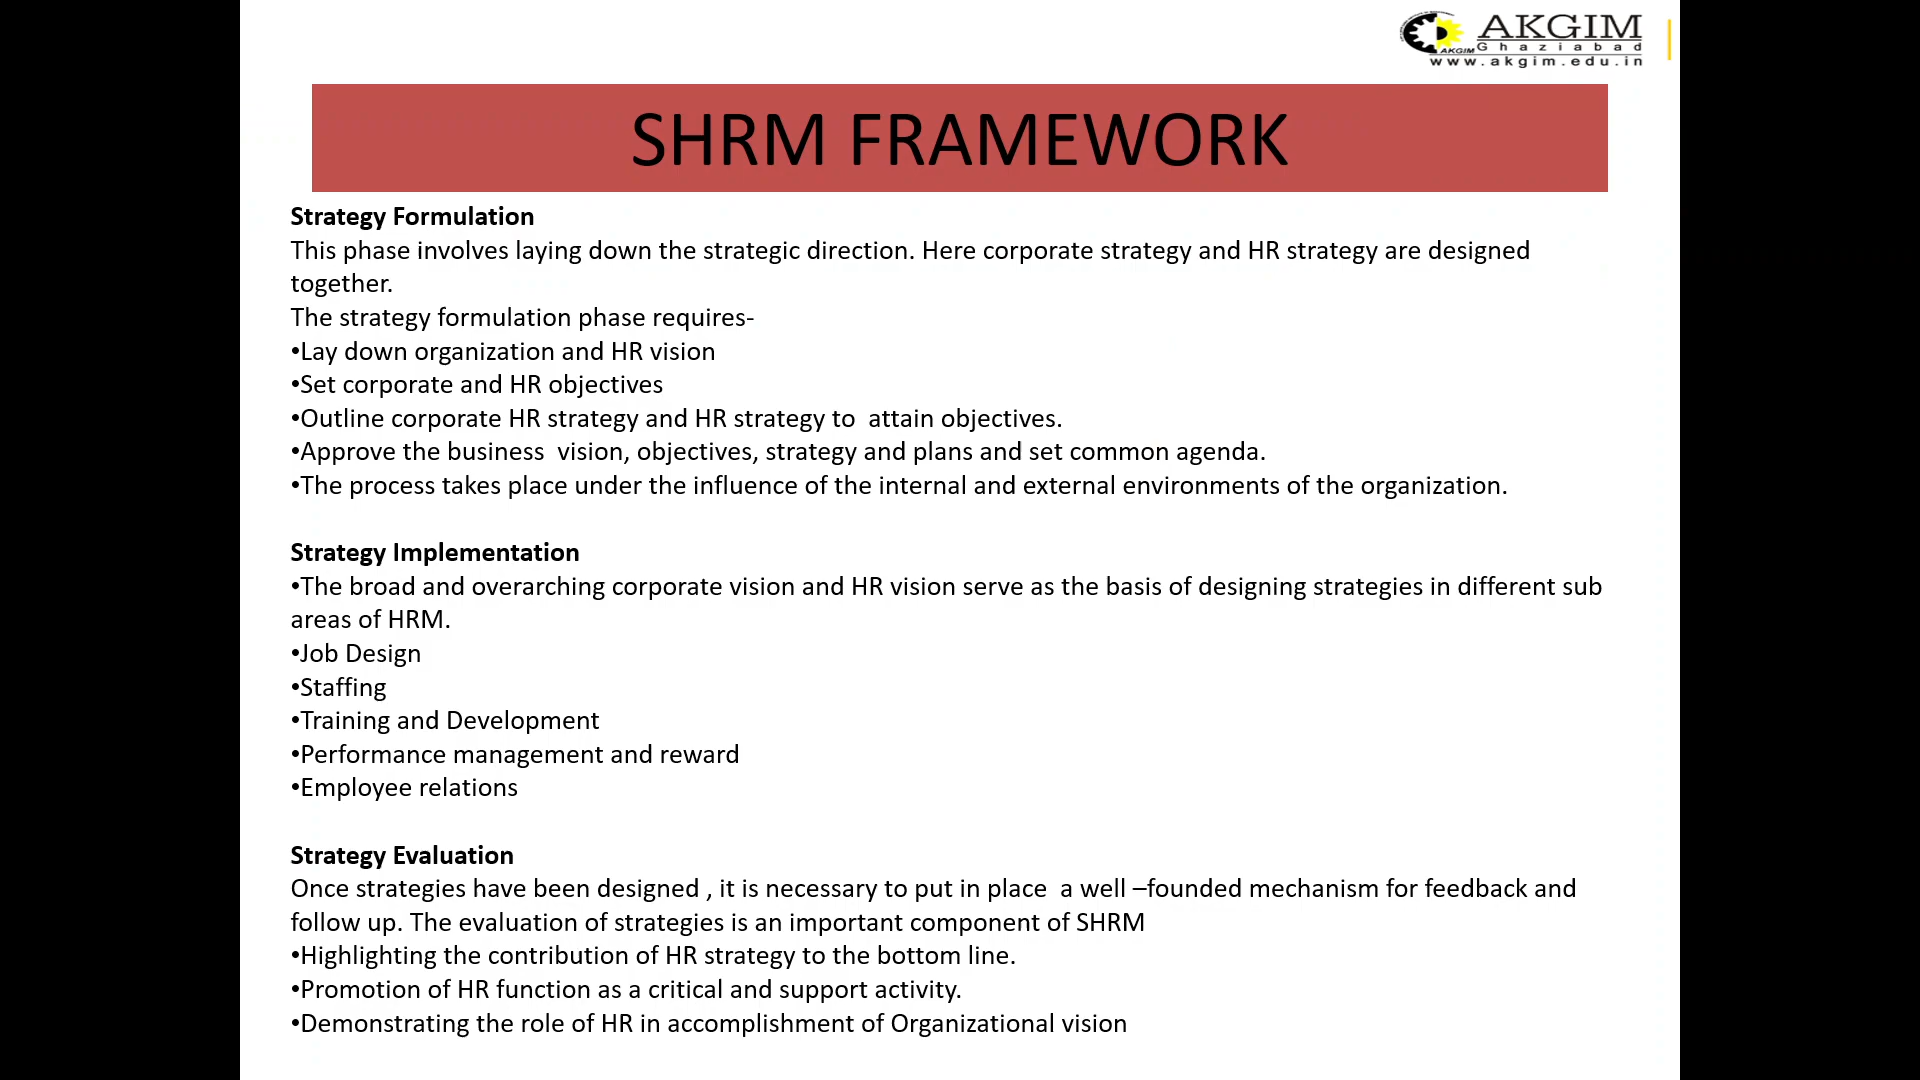 AKGIM
AKGIM Ghaziabad
www.akgim.edu.in
SHRM FRAMEWORK
Strategy Formulation
This phase involves laying down the strategic direction. Here corporate strategy and HR strategy are designed
together.
The strategy formulation phase requires-
•Lay down organization and HR vision
•Set corporate and HR objectives
•Outline corporate HR strategy and HR strategy to  attain objectives.
•Approve the business  vision, objectives, strategy and plans and set common agenda.
•The process takes place under the influence of the internal and external environments of the organization.
Strategy Implementation
•The broad and overarching corporate vision and HR vision serve as the basis of designing strategies in different sub
areas of HRM.
•Job Design
•Staffing
•Training and Development
•Performance management and reward
•Employee relations
Strategy Evaluation
Once strategies have been designed , it is necessary to put in place  a well –founded mechanism for feedback and
follow up. The evaluation of strategies is an important component of SHRM
•Highlighting the contribution of HR strategy to the bottom line.
•Promotion of HR function as a critical and support activity.
•Demonstrating the role of HR in accomplishment of Organizational vision